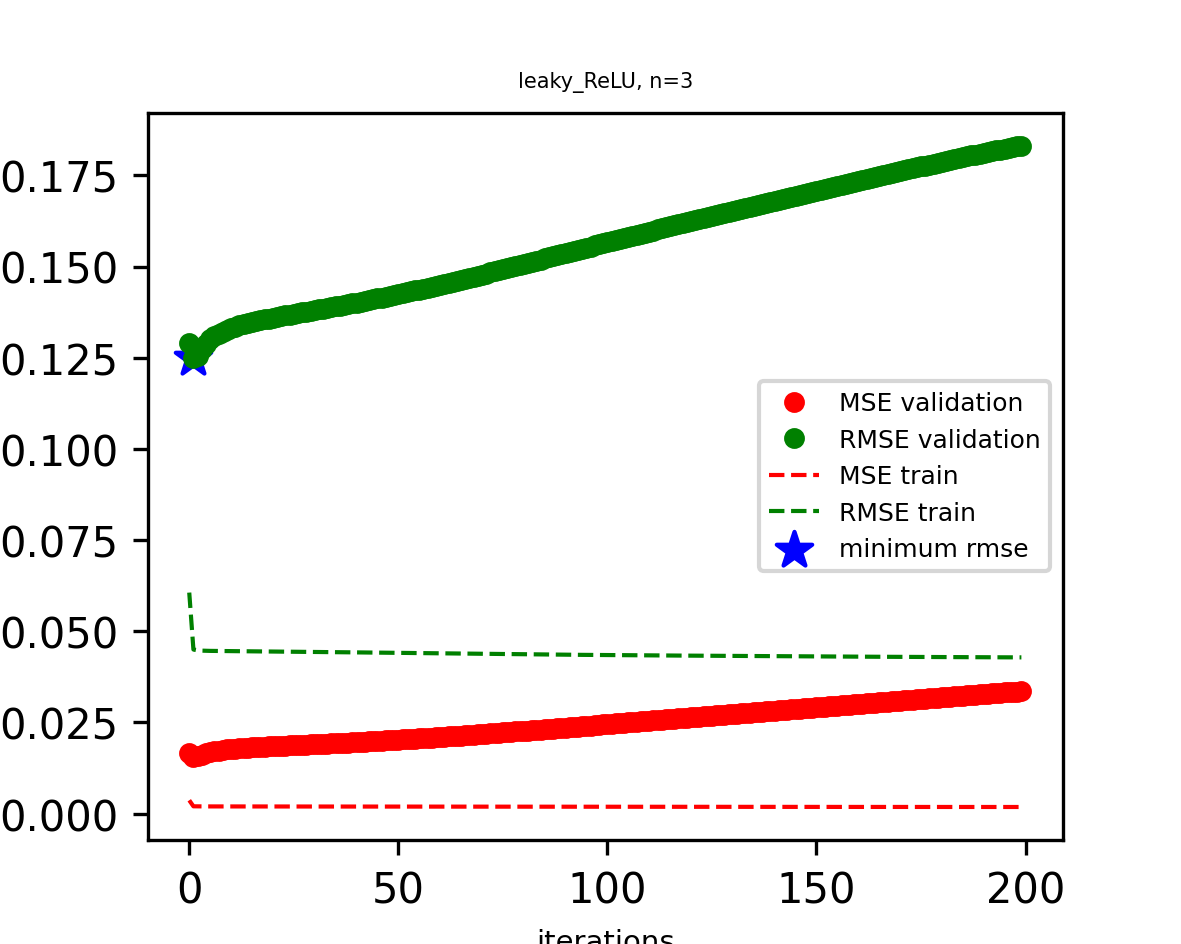 leaky_ReLU, n=3
0.175
0.150
0.125
0.100
0.075
0.050
0.025
0.000
MSE validation
RMSE validation
MSE train
RMSE train
minimum rmse
0 50 100 150 200
iterations